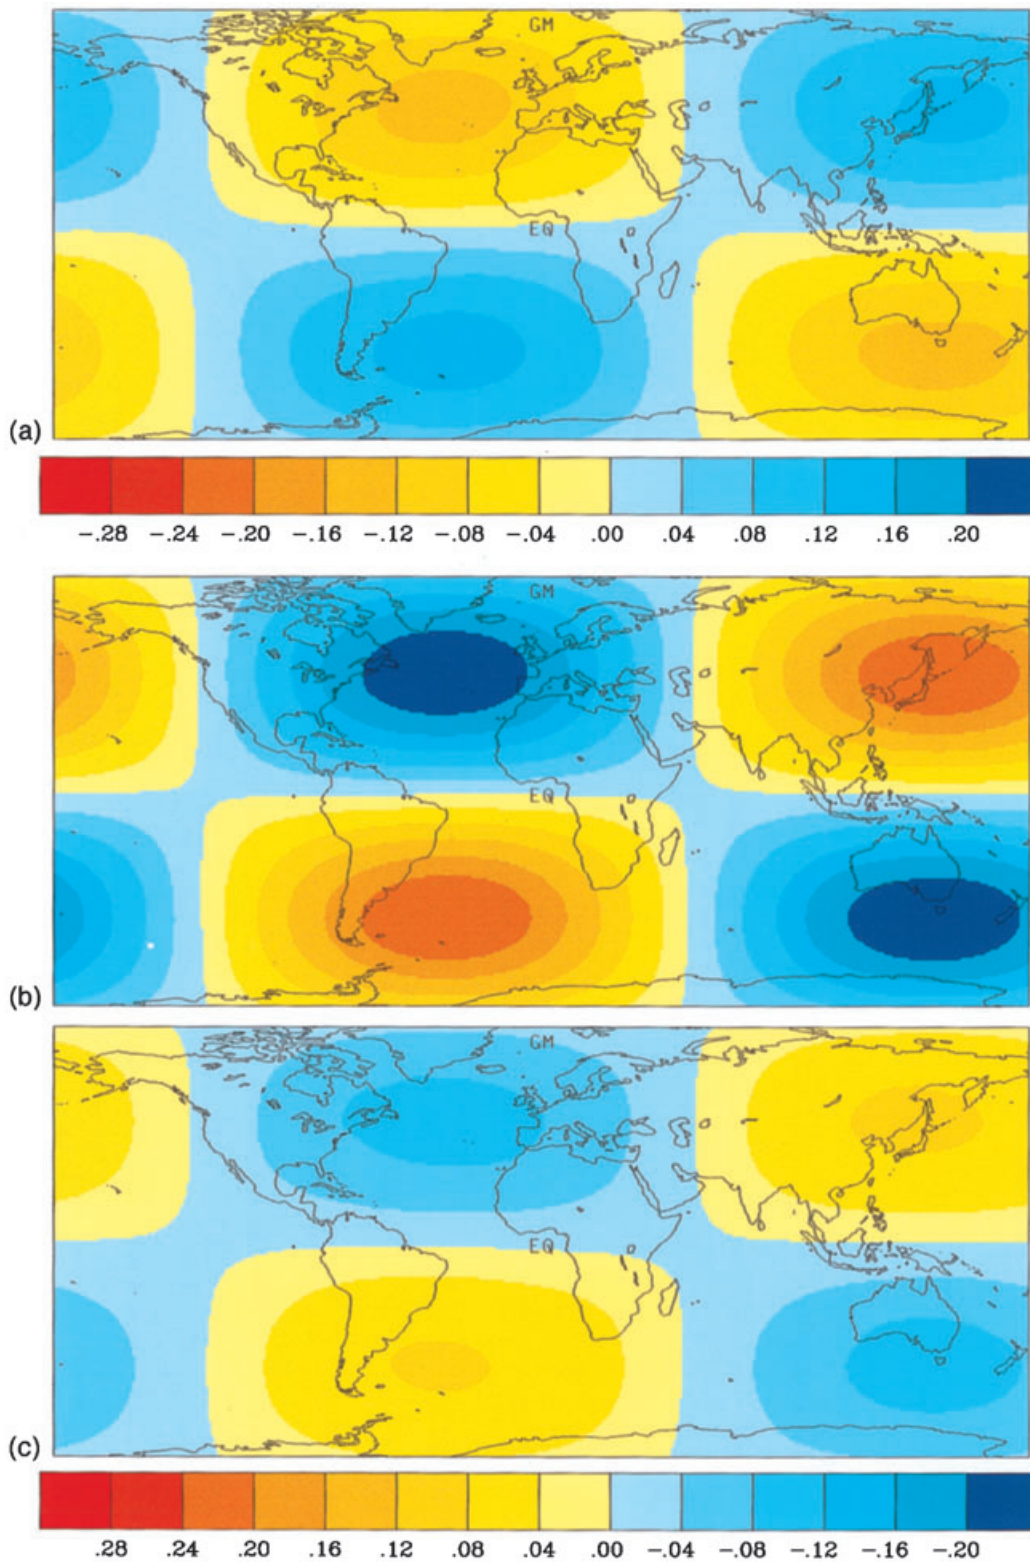 GM
EQ
(a)
-.28 -.24 -.20 -.16 -.12 -.08 -.04 .00 .04 .08 .12 .16 .20
GM
EQ
(b)
GM
EQ
(c)
.28 .24 .20 .16 .12 .08 .04 .00 -.04 -.08 -.12 -.16 -.20